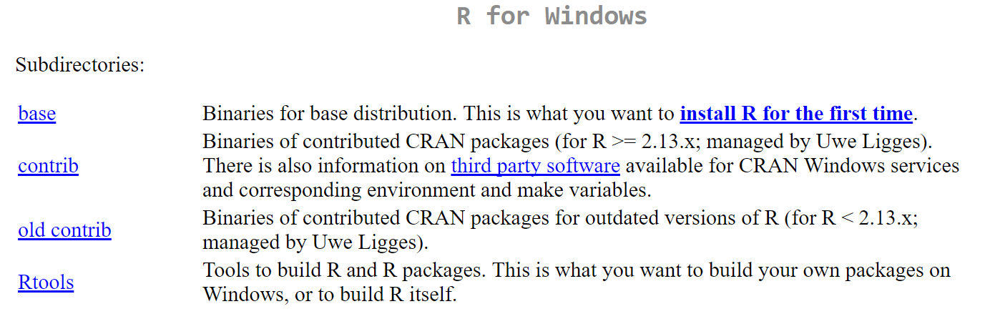 R for Windows
Subdirectories:
base Binaries for base distribution. This is what you want to install R for the first time.
Binaries of contributed CRAN packages (for R >= 2.13.x; managed by Uwe Ligges).
contrib There is also information on third party software available for CRAN Windows services
and corresponding environment and make variables.
Binaries of contributed CRAN packages for outdated versions of R (for R < 2.13.x;
old contrib
managed by Uwe Ligges).
Tools to build R and R packages. This is what you want to build your own packages on
Rtools
Windows, or to build R itself.